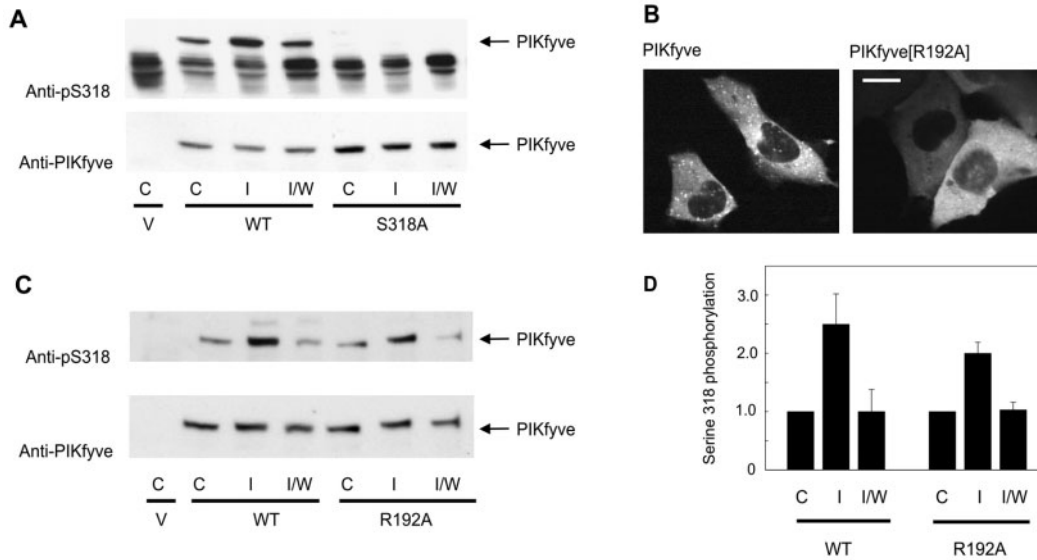 A
PIKfyve
Anti-pS318
Anti-PIKfyve
PIKfyve
C C I I/W C I I/W
V WT S318A
B
PIKfyve PIKfyve[R192A]
C
Anti-pS318
PIKfyve
Anti-PIKfyve
PIKfyve
C C I I/W C I I/W
V WT R192A
D
Serine 318 phosphorylation
3.0
2.0
1.0
0
C I I/W C I I/W
WT R192A